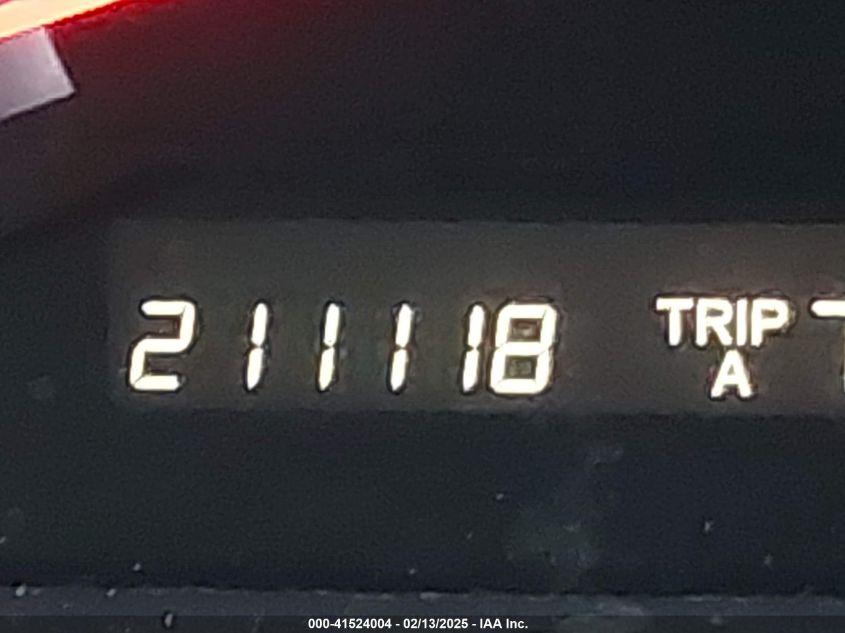 211118 TRIP
A
000-41524004 - 02/13/2025 - IAA Inc.